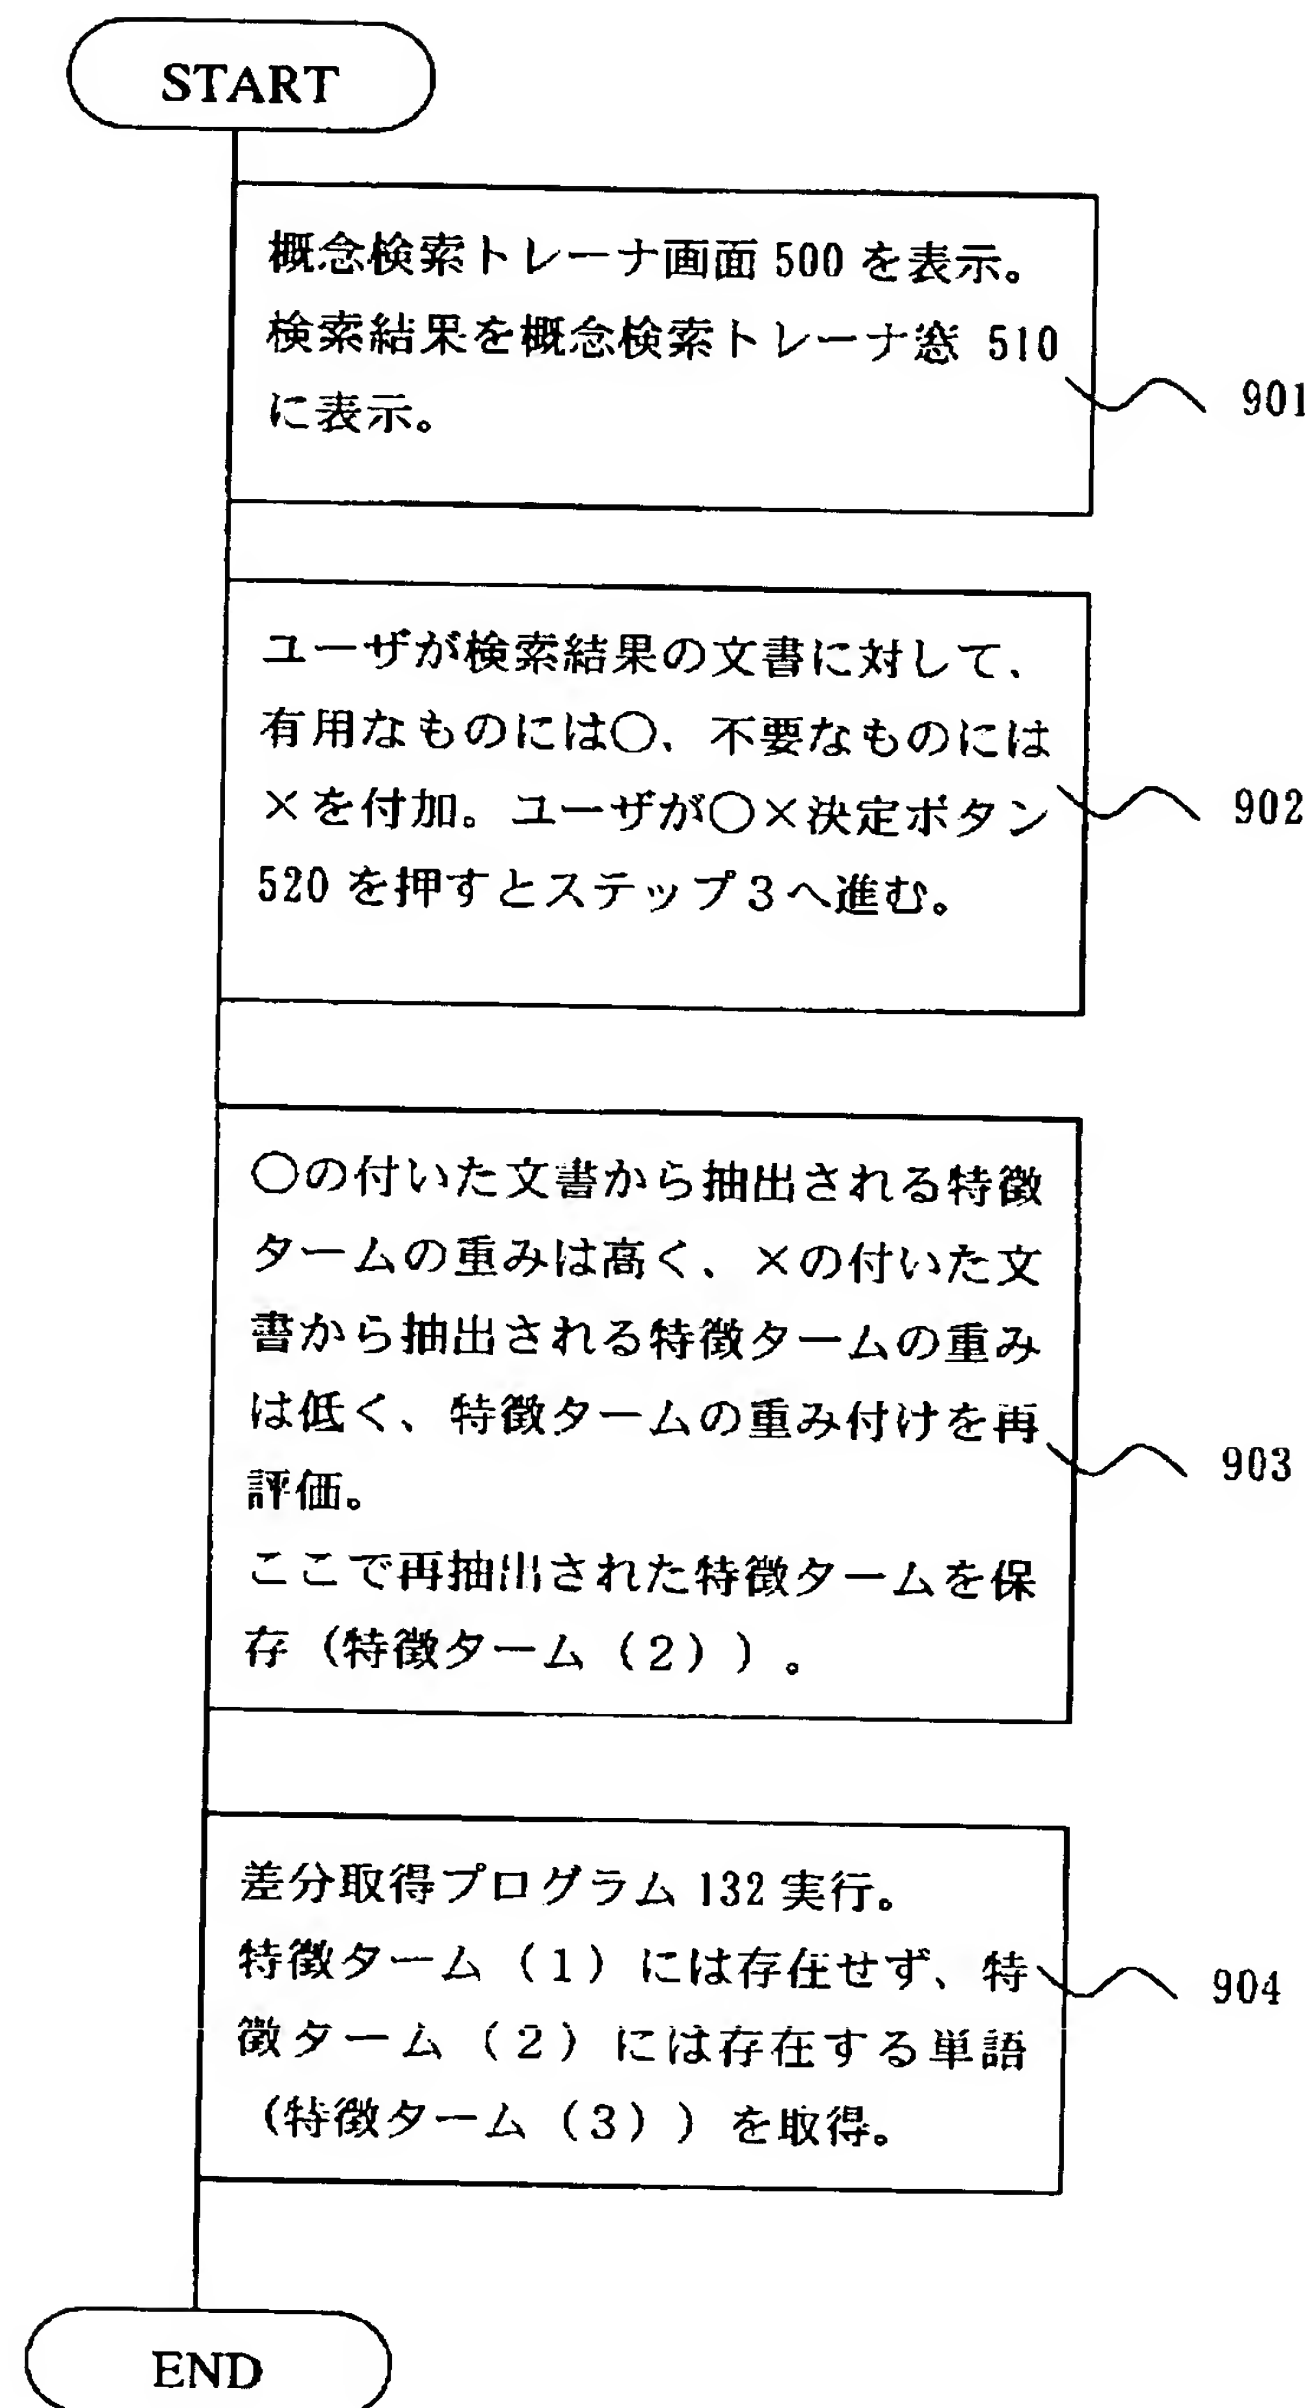 START
概念検索トレーナ画面 500 を表示。
検索結果を概念検索トレーナ窓 510
に表示。
901
ユーザが検索結果の文書に対して、
有用なものには○、不要なものには
×を付加。ユーザが○×決定ボタン
520 を押すとステップ3へ進む。
902
○の付いた文書から抽出される特徴
タームの重みは高く、×の付いた文
書から抽出される特徴タームの重み
は低く、特徴タームの重み付けを再
評価。
ここで再抽出された特徴タームを保
存（特徴ターム（2））。
903
差分取得プログラム 132 実行。
特徴ターム（1）には存在せず、特
徴ターム（2）には存在する単語
（特徴ターム（3））を取得。
904
END